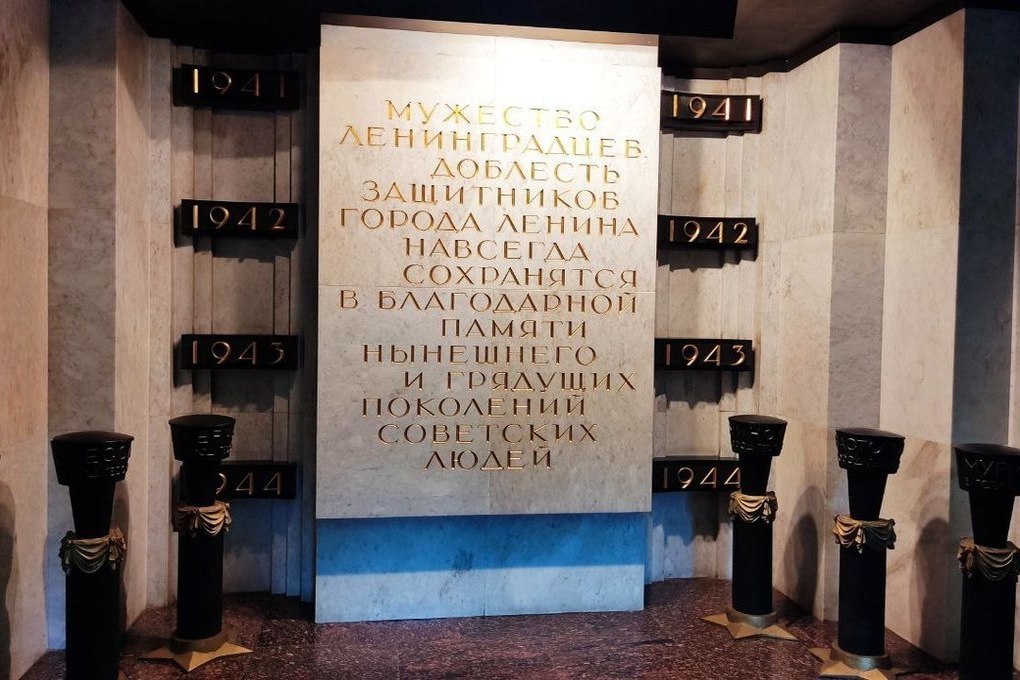 1941
1942
1943
944
МУЖЕСТВО
ЛЕНИНГРАДЦЕВ.
ДОБЛЕСТЬ
ЗАЩИТНИКОВ
ГОРОДА ЛЕНИНА
НАВСЕГДА
СОХРАНЯТСЯ
В БЛАГОДАРНОЙ
ПАМЯТИ
НЫНЕШНЕГО
И ГРЯДУЩИХ
ПОКОЛЕНИЙ
СОВЕТСКИХ
ЛЮДЕЙ
1941
1942
1943
1944